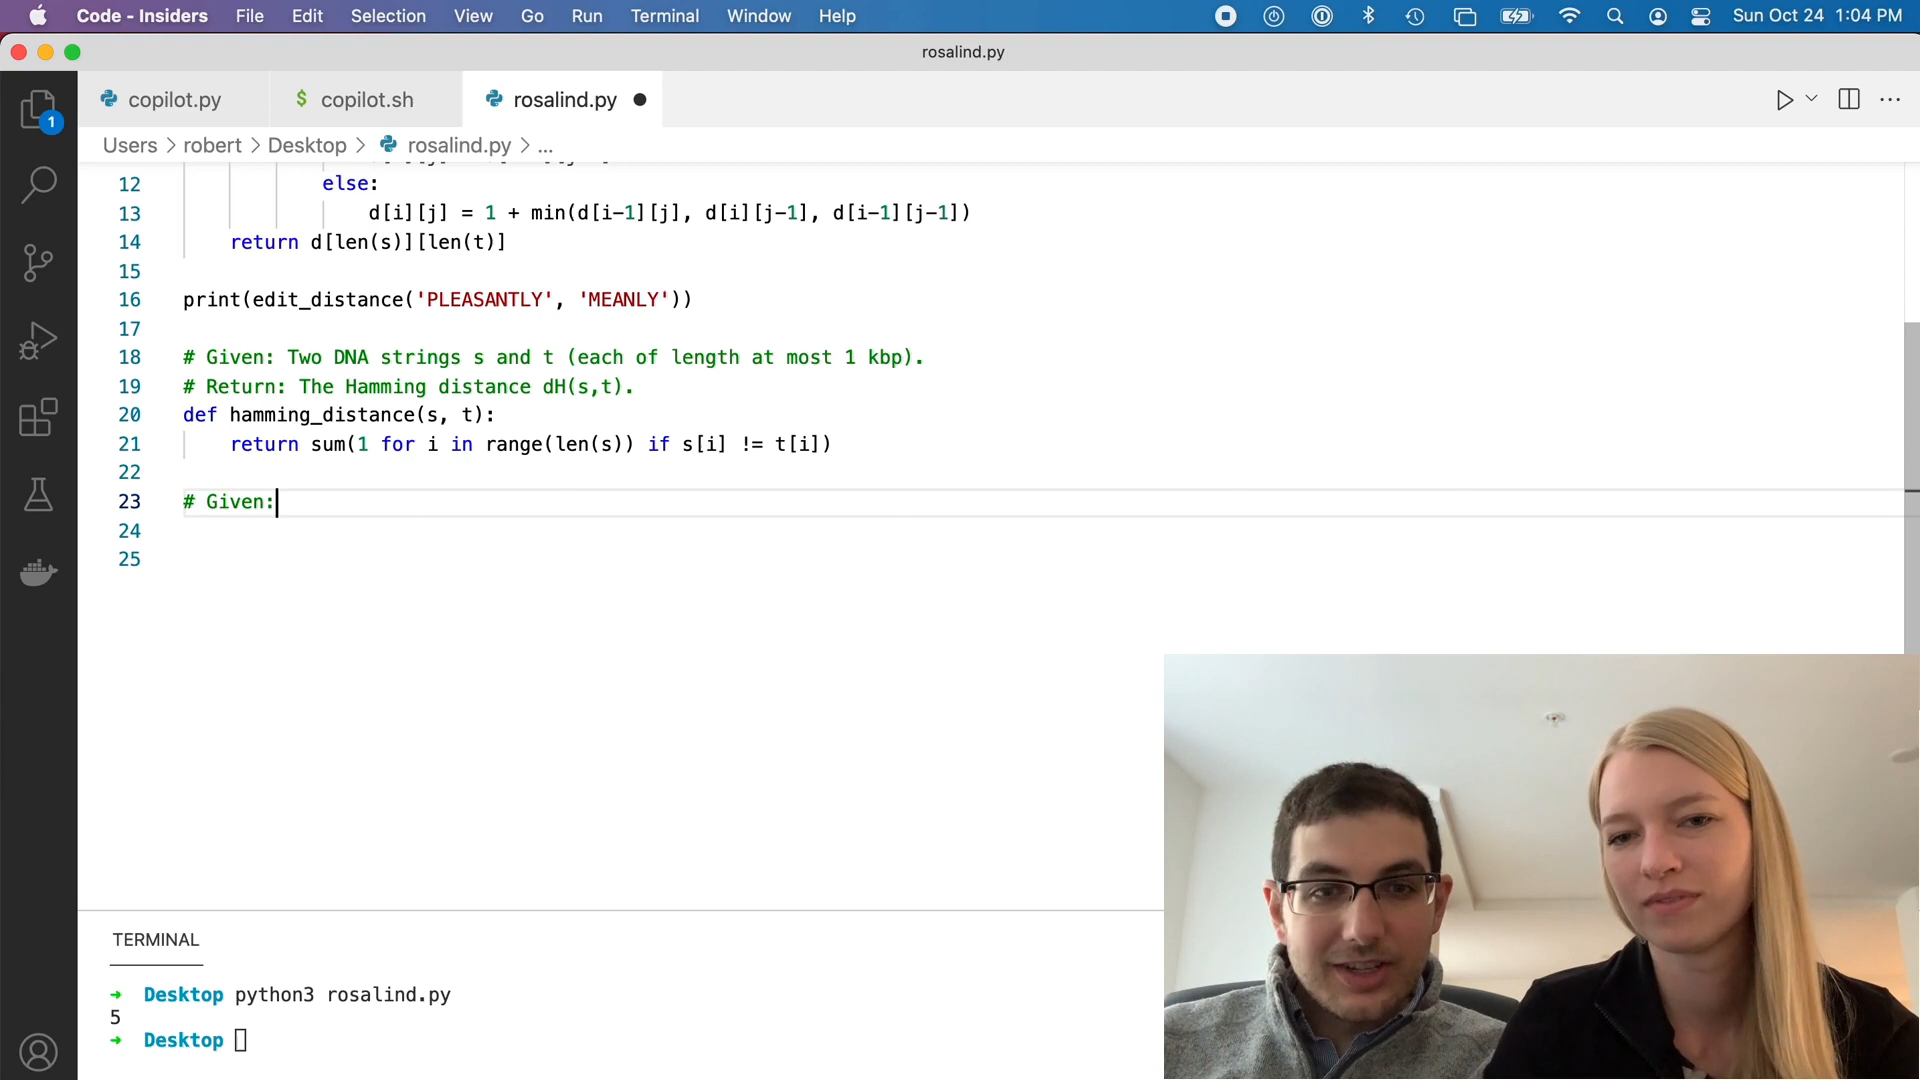 Code - Insiders File Edit Selection View Go Run Terminal Window Help Sun Oct 24 1:04 PM
rosalind.py
copilot.py $ copilot.sh rosalind.py
1
Users > robert > Desktop > rosalind.py > ...
12 else:
13 d[i][j] = 1 + min(d[i-1][j], d[i][j-1], d[i-1][j-1])
14 return d[len(s)][len(t)]
15
16 print(edit_distance('PLEASANTLY', 'MEANLY'))
17
18 # Given: Two DNA strings s and t (each of length at most 1 kbp).
19 # Return: The Hamming distance dH(s,t).
20 def hamming_distance(s, t):
21 return sum(1 for i in range(len(s)) if s[i] != t[i])
22
23 # Given:
24
25
TERMINAL
→ Desktop python3 rosalind.py
5
→ Desktop